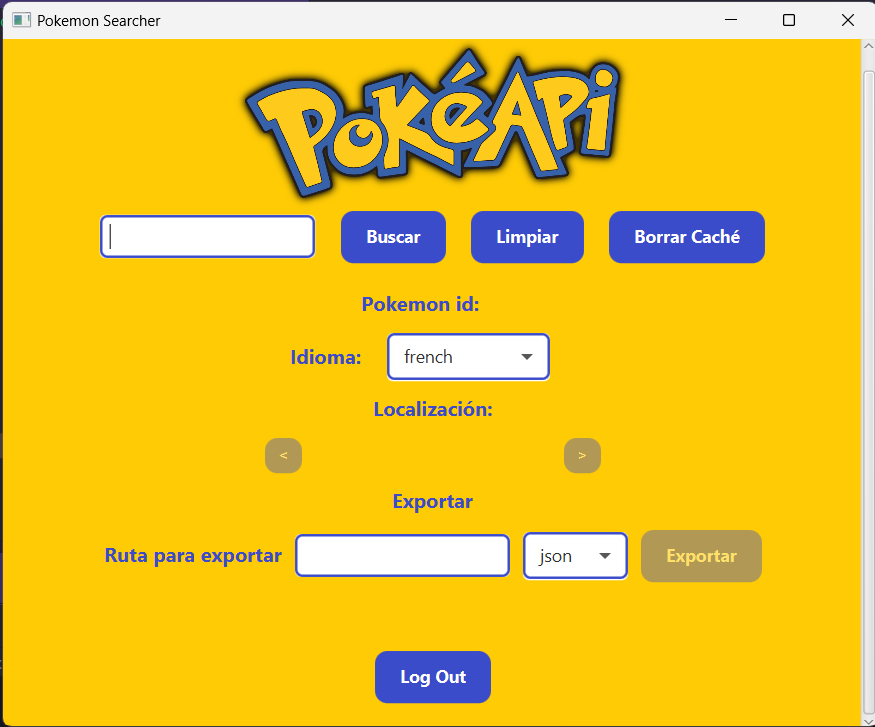 Pokemon Searcher
PokéApi
Buscar Limpiar Borrar Caché
Pokemon id:
Idioma: french
Localización:
< >
Exportar
Ruta para exportar json Exportar
Log Out